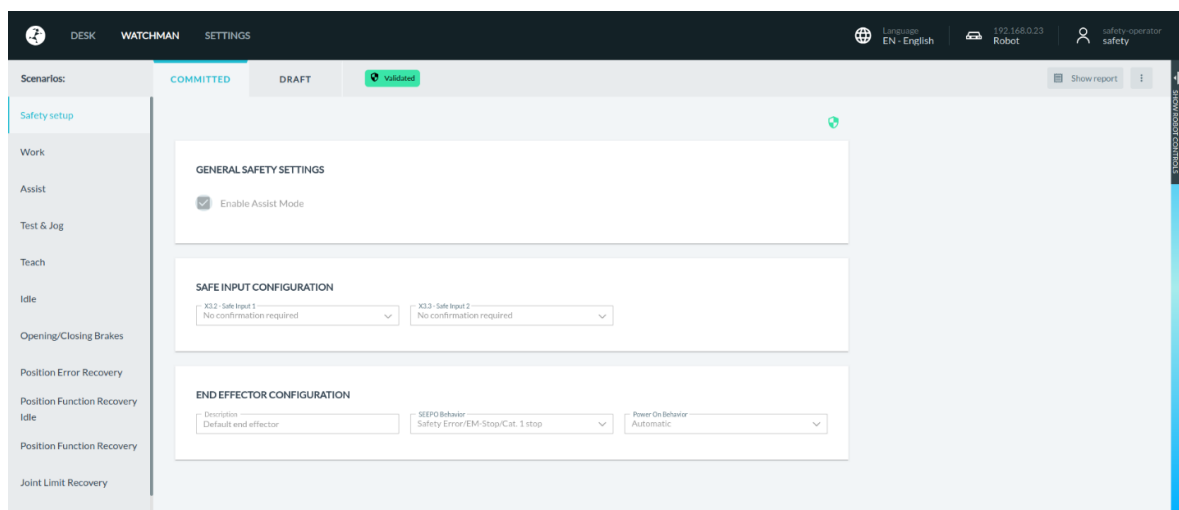 DESK WATCHMAN SETTINGS
Language
EN - English
192.168.0.23
Robot
safety-operator
safety
Scenarios:
COMMITTED DRAFT Validated Show report
Safety setup
Work
Assist
Test & Jog
Teach
Idle
Opening/Closing Brakes
Position Error Recovery
Position Function Recovery
Idle
Position Function Recovery
Joint Limit Recovery
GENERAL SAFETY SETTINGS
Enable Assist Mode
SAFE INPUT CONFIGURATION
X3.2 - Safe Input 1
No confirmation required
X3.3 - Safe Input 2
No confirmation required
END EFFECTOR CONFIGURATION
Description
Default end effector
SEEPO Behavior
Safety Error/EM-Stop/Cat. 1 stop
Power On Behavior
Automatic
SHOW ROBOT CONTROLS